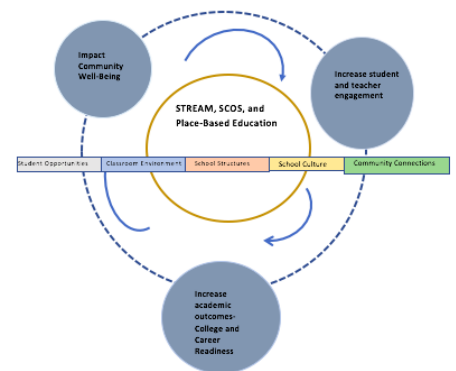 Impact
Community
Well-Being
Increase student
and teacher
engagement
STREAM, SCOS, and
Place-Based Education
Student Opportunities
Classroom Environment
School Structures
School Culture
Community Connections
Increase
academic
outcomes-
College and
Career
Readiness